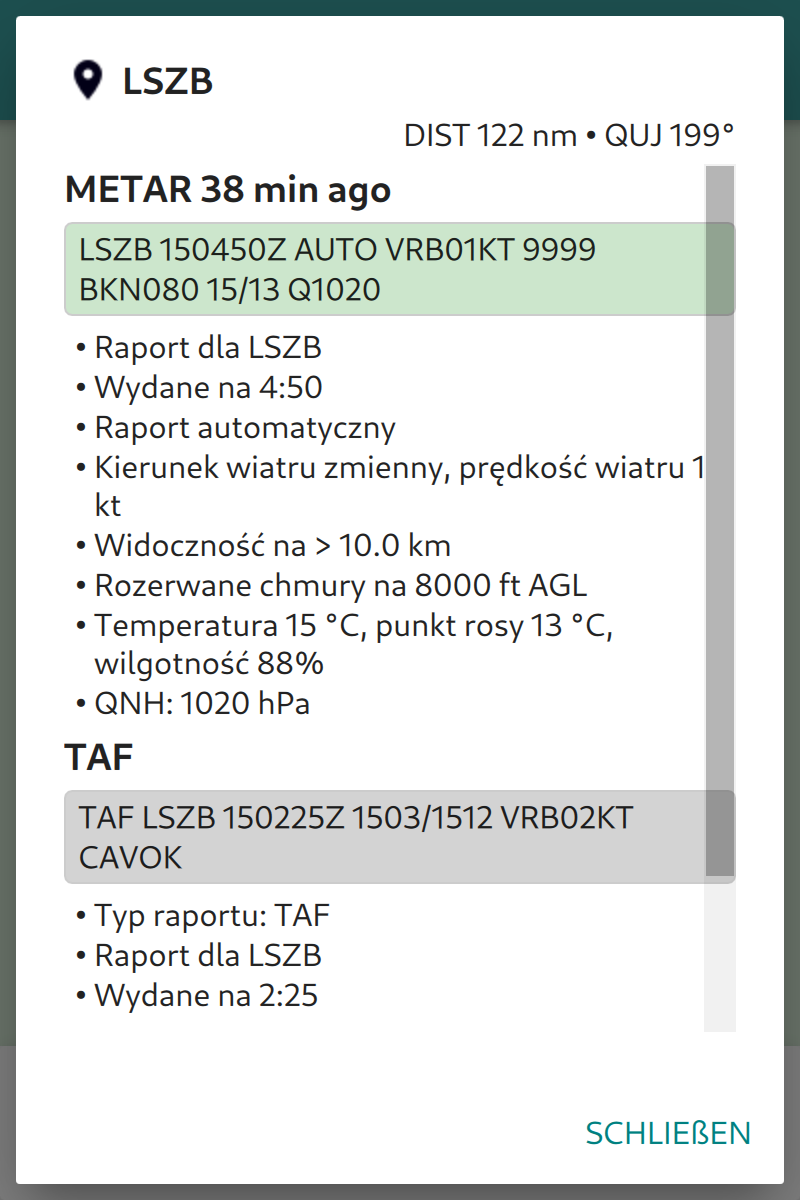 LSZB
DIST 122 nm • QUJ 199°
METAR 38 min ago
LSZB 150450Z AUTO VRB01KT 9999
BKN080 15/13 Q1020
• Raport dla LSZB
• Wydane na 4:50
• Raport automatyczny
• Kierunek wiatru zmienny, prędkość wiatru 1
kt
• Widoczność na > 10.0 km
• Rozerwane chmury na 8000 ft AGL
• Temperatura 15 °C, punkt rosy 13 °C,
wilgotność 88%
• QNH: 1020 hPa
TAF
TAF LSZB 150225Z 1503/1512 VRB02KT
CAVOK
• Typ raportu: TAF
• Raport dla LSZB
• Wydane na 2:25
SCHLIEßEN